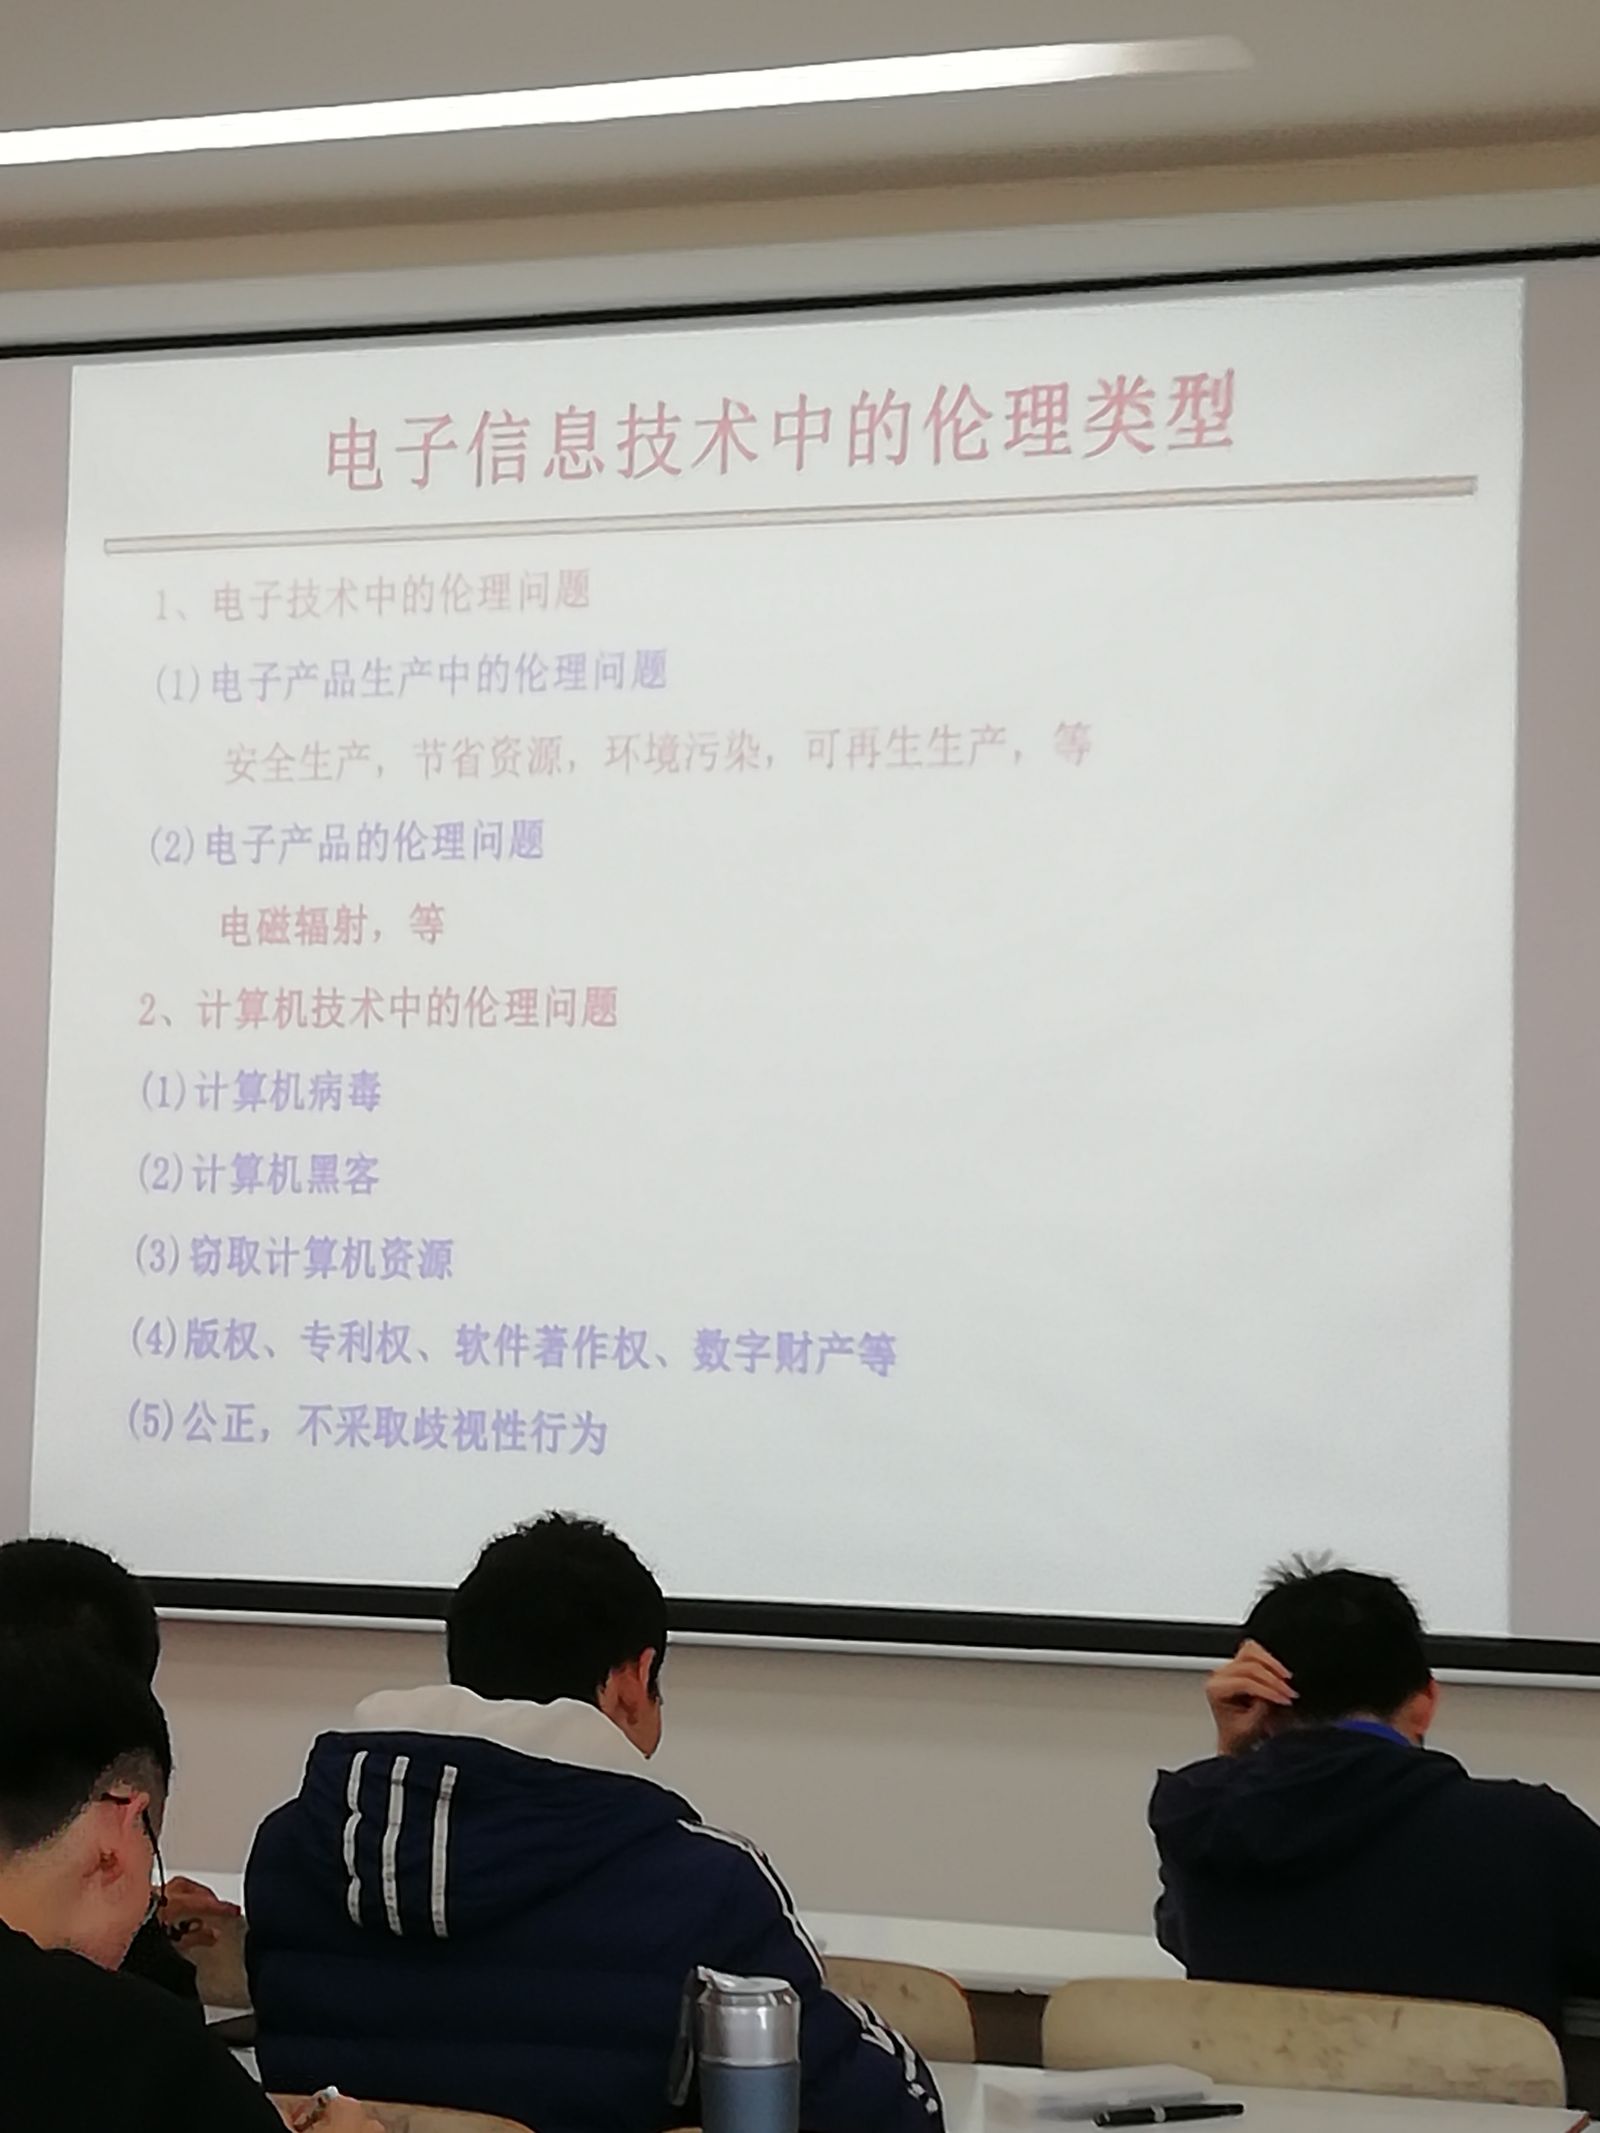 电子信息技术中的伦理类型
1、电子技术中的伦理问题
(1)电子产品生产中的伦理问题
安全生产，节省资源，环境污染，可再生生产，等
(2)电子产品的伦理问题
电磁辐射，等
2、计算机技术中的伦理问题
(1)计算机病毒
(2)计算机黑客
(3)窃取计算机资源
(4)版权、专利权、软件著作权、数字财产等
(5)公正，不采取歧视性行为